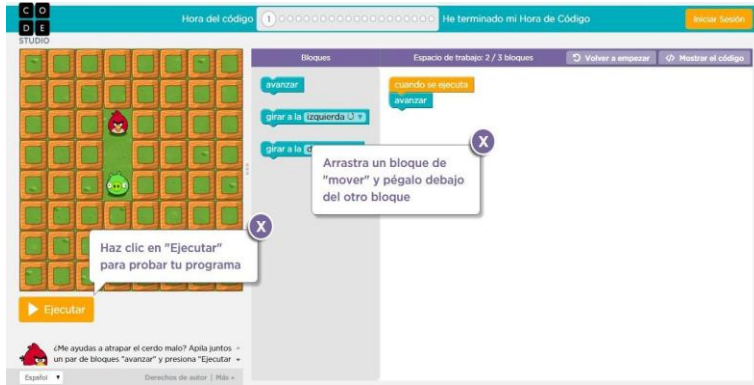 C O
D E
STUDIO
Hora del código
1
He terminado mi Hora de Código
Iniciar Sesión
Bloques
Espacio de trabajo: 2 / 3 bloques
Volver a empezar
</> Mostrar el código
avanzar
girar a la izquierda ↺ ▼
girar a la d
cuando se ejecuta
avanzar
X
Arrastra un bloque de
"mover" y pégalo debajo
del otro bloque
X
Haz clic en "Ejecutar"
para probar tu programa
Ejecutar
¿Me ayudas a atrapar el cerdo malo? Apila juntos
un par de bloques "avanzar" y presiona "Ejecutar
Español ▼
Derechos de autor | Más